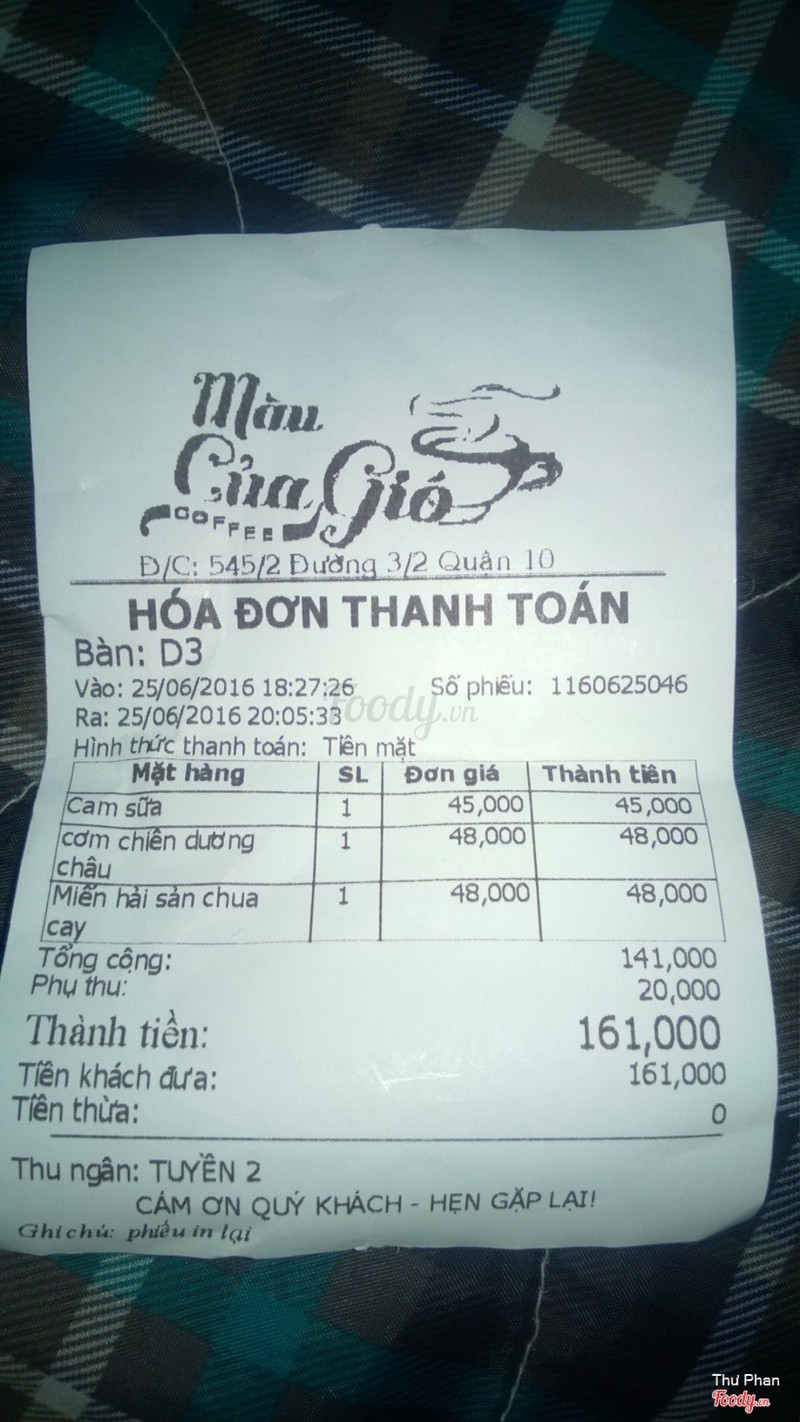 Màu
Của Gió
COFFEE
Đ/C: 545/2 Đường 3/2 Quận 10
HÓA ĐƠN THANH TOÁN
Bàn: D3
Vào: 25/06/2016 18:27:26 Số phiếu: 1160625046
Ra: 25/06/2016 20:05:33
foody.vn
Hình thức thanh toán: Tiền mặt
Mặt hàng SL Đơn giá Thành tiền
Cam sữa 1 45,000 45,000
cơm chiên dương 1 48,000 48,000
châu
Miến hải sản chua 1 48,000 48,000
cay
Tổng cộng: 141,000
Phụ thu: 20,000
Thành tiền: 161,000
Tiền khách đưa: 161,000
Tiền thừa: 0
Thu ngân: TUYỀN 2
CÁM ƠN QUÝ KHÁCH - HẸN GẶP LẠI!
Ghi chú: phiếu in lại
Thư Phan
Foody.vn